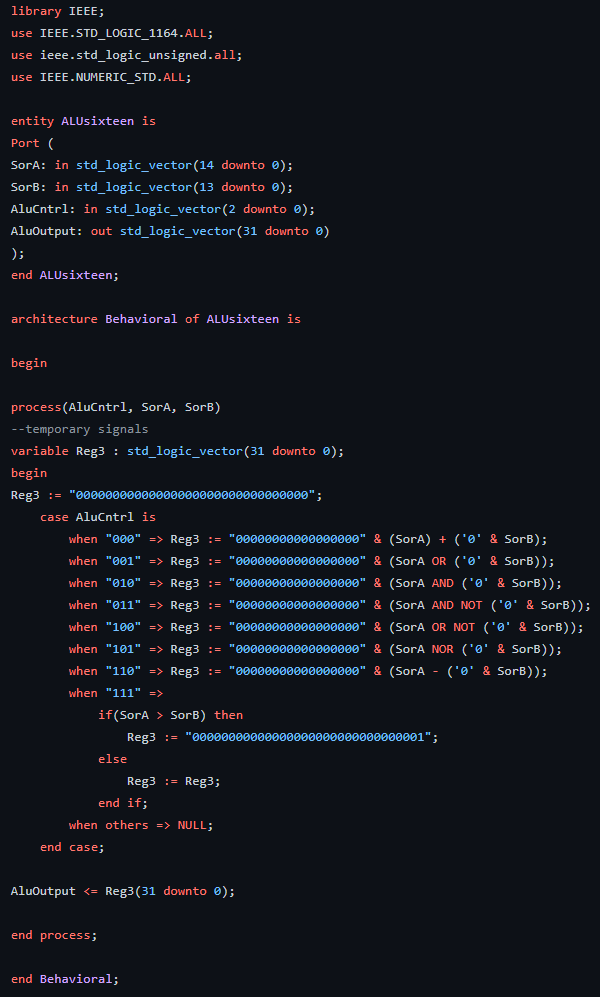 library IEEE;
use IEEE.STD_LOGIC_1164.ALL;
use ieee.std_logic_unsigned.all;
use IEEE.NUMERIC_STD.ALL;

entity ALUsixteen is
Port (
SorA: in std_logic_vector(14 downto 0);
SorB: in std_logic_vector(13 downto 0);
AluCntrl: in std_logic_vector(2 downto 0);
AluOutput: out std_logic_vector(31 downto 0)
);
end ALUsixteen;

architecture Behavioral of ALUsixteen is

begin

process(AluCntrl, SorA, SorB)
--temporary signals
variable Reg3 : std_logic_vector(31 downto 0);
begin
Reg3 := "00000000000000000000000000000000";
    case AluCntrl is
        when "000" => Reg3 := "00000000000000000" & (SorA) + ('0' & SorB);
        when "001" => Reg3 := "00000000000000000" & (SorA OR ('0' & SorB));
        when "010" => Reg3 := "00000000000000000" & (SorA AND ('0' & SorB));
        when "011" => Reg3 := "00000000000000000" & (SorA AND NOT ('0' & SorB));
        when "100" => Reg3 := "00000000000000000" & (SorA OR NOT ('0' & SorB));
        when "101" => Reg3 := "00000000000000000" & (SorA NOR ('0' & SorB));
        when "110" => Reg3 := "00000000000000000" & (SorA - ('0' & SorB));
        when "111" =>
            if(SorA > SorB) then
                Reg3 := "00000000000000000000000000000001";
            else
                Reg3 := Reg3;
            end if;
        when others => NULL;
    end case;

AluOutput <= Reg3(31 downto 0);

end process;

end Behavioral;